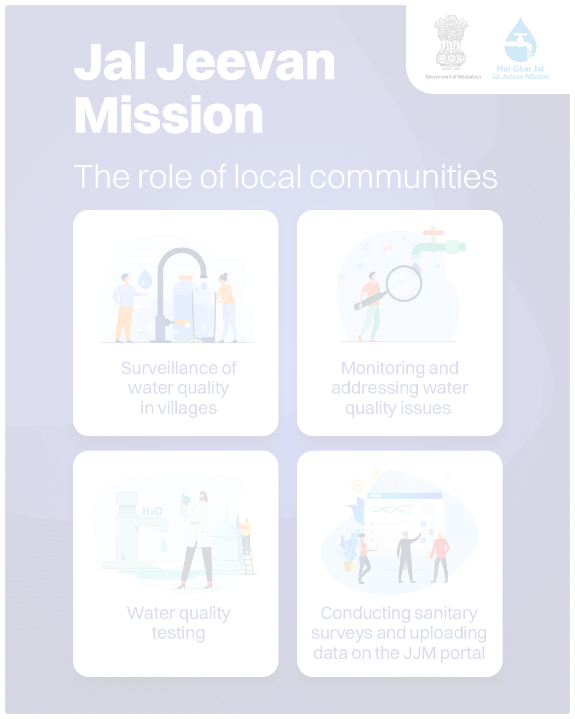 Jal Jeevan
Mission
Government of Meghalaya
Har Ghar Jal
Jal Jeevan Mission
The role of local communities
Surveillance of
water quality
in villages
Monitoring and
addressing water
quality issues
H₂O
Water quality
testing
Conducting sanitary
surveys and uploading
data on the JJM portal